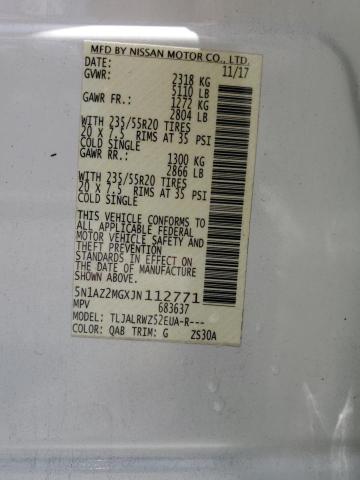 MFD BY NISSAN MOTOR CO., LTD.
DATE: 11/17
GVWR: 2318 KG
5110 LB
GAWR FR.: 1272 KG
2804 LB
WITH 235/55R20 TIRES
20 X 7.5 RIMS AT 35 PSI
COLD SINGLE
GAWR RR.: 1300 KG
2866 LB
WITH 235/55R20 TIRES
20 X 7.5 RIMS AT 35 PSI
COLD SINGLE
THIS VEHICLE CONFORMS TO
ALL APPLICABLE FEDERAL
MOTOR VEHICLE SAFETY AND
THEFT PREVENTION
STANDARDS IN EFFECT ON
THE DATE OF MANUFACTURE
SHOWN ABOVE.
5N1AZ2MGXJN112771
MPV 683637
MODEL: TLJALRWZ52EUA-R---
COLOR: QAB TRIM: G ZS30A